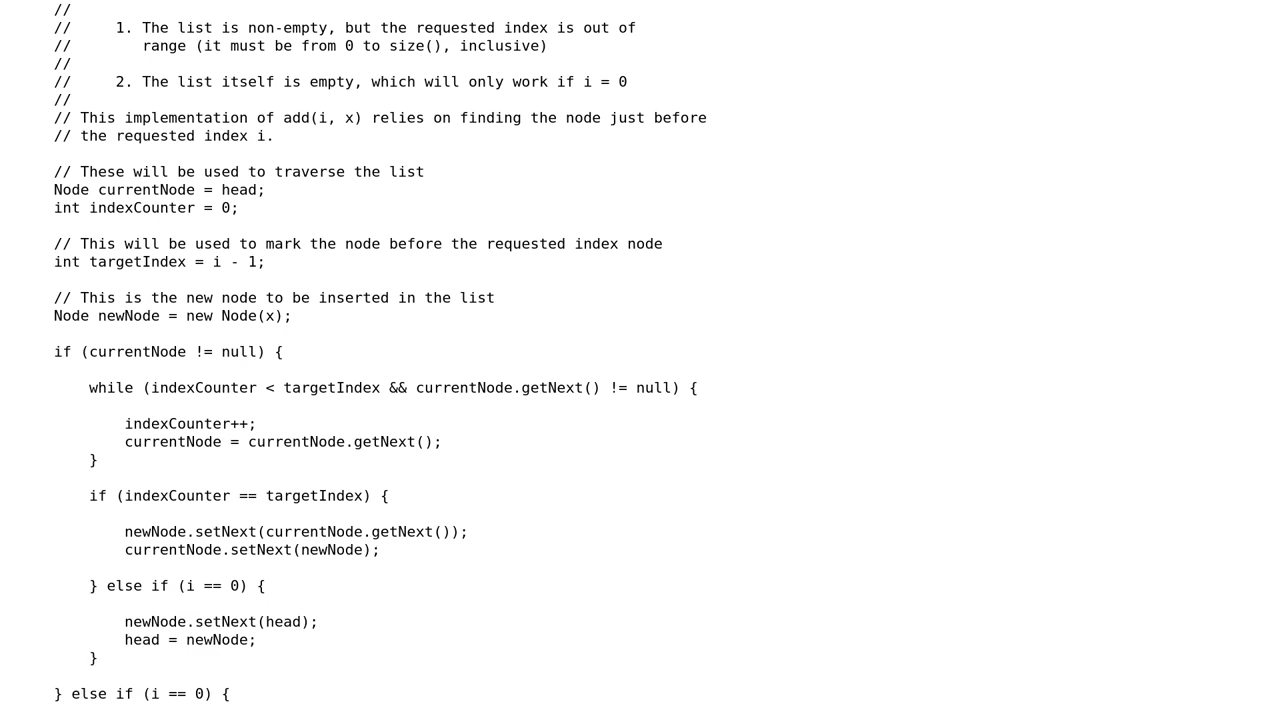 //
//     1. The list is non-empty, but the requested index is out of
//        range (it must be from 0 to size(), inclusive)
//
//     2. The list itself is empty, which will only work if i = 0
//
// This implementation of add(i, x) relies on finding the node just before
// the requested index i.

// These will be used to traverse the list
Node currentNode = head;
int indexCounter = 0;

// This will be used to mark the node before the requested index node
int targetIndex = i - 1;

// This is the new node to be inserted in the list
Node newNode = new Node(x);

if (currentNode != null) {

    while (indexCounter < targetIndex && currentNode.getNext() != null) {

        indexCounter++;
        currentNode = currentNode.getNext();
    }

    if (indexCounter == targetIndex) {

        newNode.setNext(currentNode.getNext());
        currentNode.setNext(newNode);

    } else if (i == 0) {

        newNode.setNext(head);
        head = newNode;
    }

} else if (i == 0) {